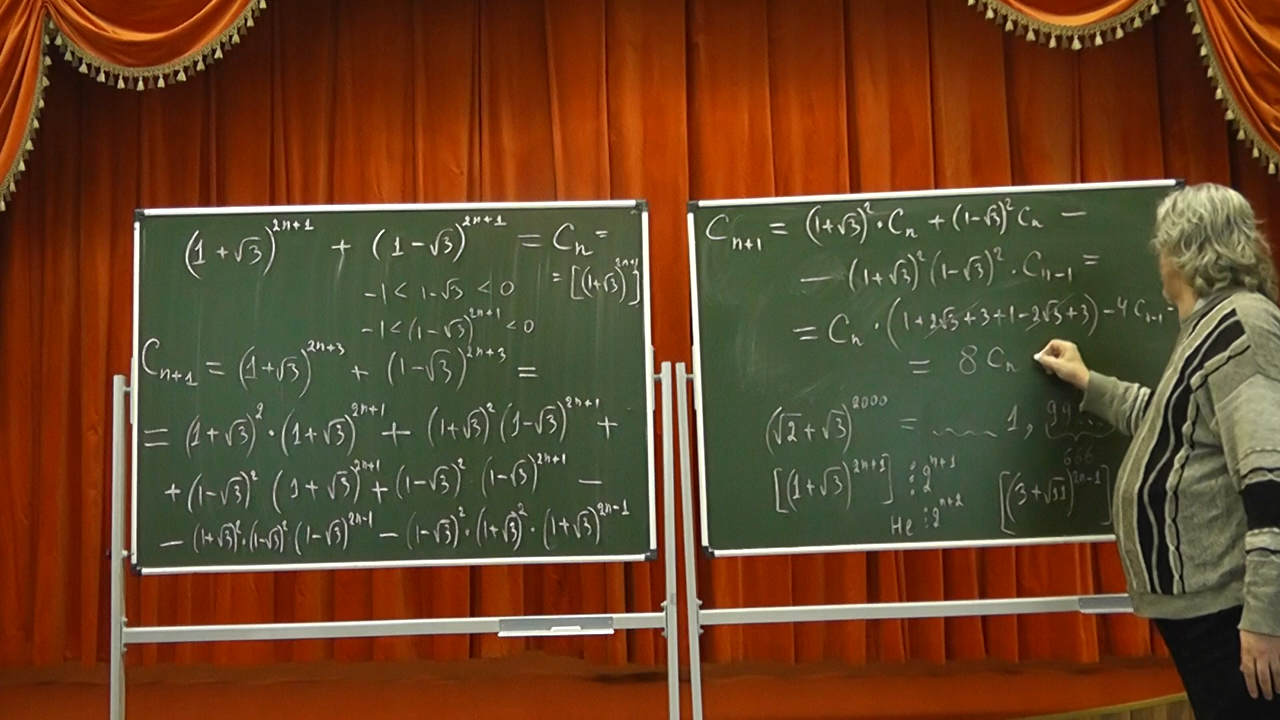 (1+√3)^{2n+1} + (1-√3)^{2n+1} = C_n =
= [(1+√3)^{2n+1}]
-1 < 1-√3 < 0
-1 < (1-√3)^{2n+1} < 0
C_{n+1} = (1+√3)^{2n+3} + (1-√3)^{2n+3} =
= (1+√3)^2 · (1+√3)^{2n+1} + (1+√3)^2 (1-√3)^{2n+1} +
+ (1-√3)^2 (1+√3)^{2n+1} + (1-√3)^2 · (1-√3)^{2n+1} -
- (1+√3)^2 · (1-√3)^2 (1-√3)^{2n-1} - (1-√3)^2 · (1+√3)^2 · (1+√3)^{2n-1}
C_{n+1} = (1+√3)^2 · C_n + (1-√3)^2 C_n -
- (1+√3)^2 (1-√3)^2 · C_{n-1} =
= C_n · (1+2√3+3+1-2√3+3) - 4 C_{n-1} =
= 8 C_n
(√2+√3)^{2000} = 1, 99...
666
[(1+√3)^{2n+1}] ⋮ 2^{n+1}
Не ⋮ 2^{n+2}
[(3+√11)^{2n-1}]